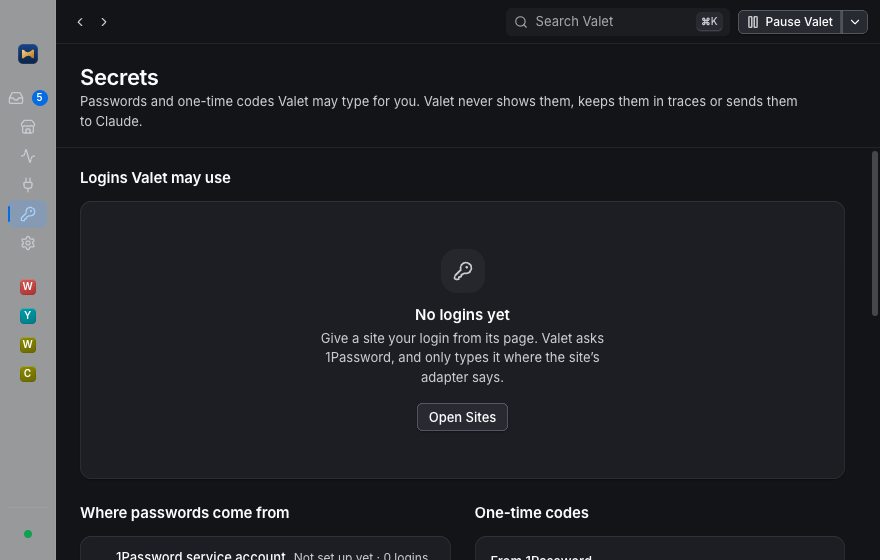 Search Valet
⌘K
Pause Valet
Secrets
Passwords and one-time codes Valet may type for you. Valet never shows them, keeps them in traces or sends them
to Claude.
5
W
Y
W
C
Logins Valet may use
No logins yet
Give a site your login from its page. Valet asks
1Password, and only types it where the site’s
adapter says.
Open Sites
Where passwords come from
1Password service account Not set up yet · 0 logins
One-time codes
From 1Password